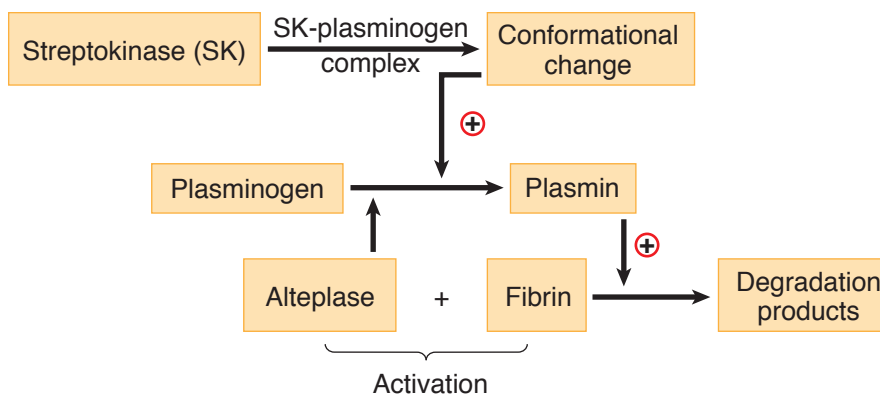 Streptokinase (SK)
SK-plasminogen
complex
Conformational
change
+
Plasminogen
Plasmin
+
Alteplase
+
Fibrin
Degradation
products
Activation